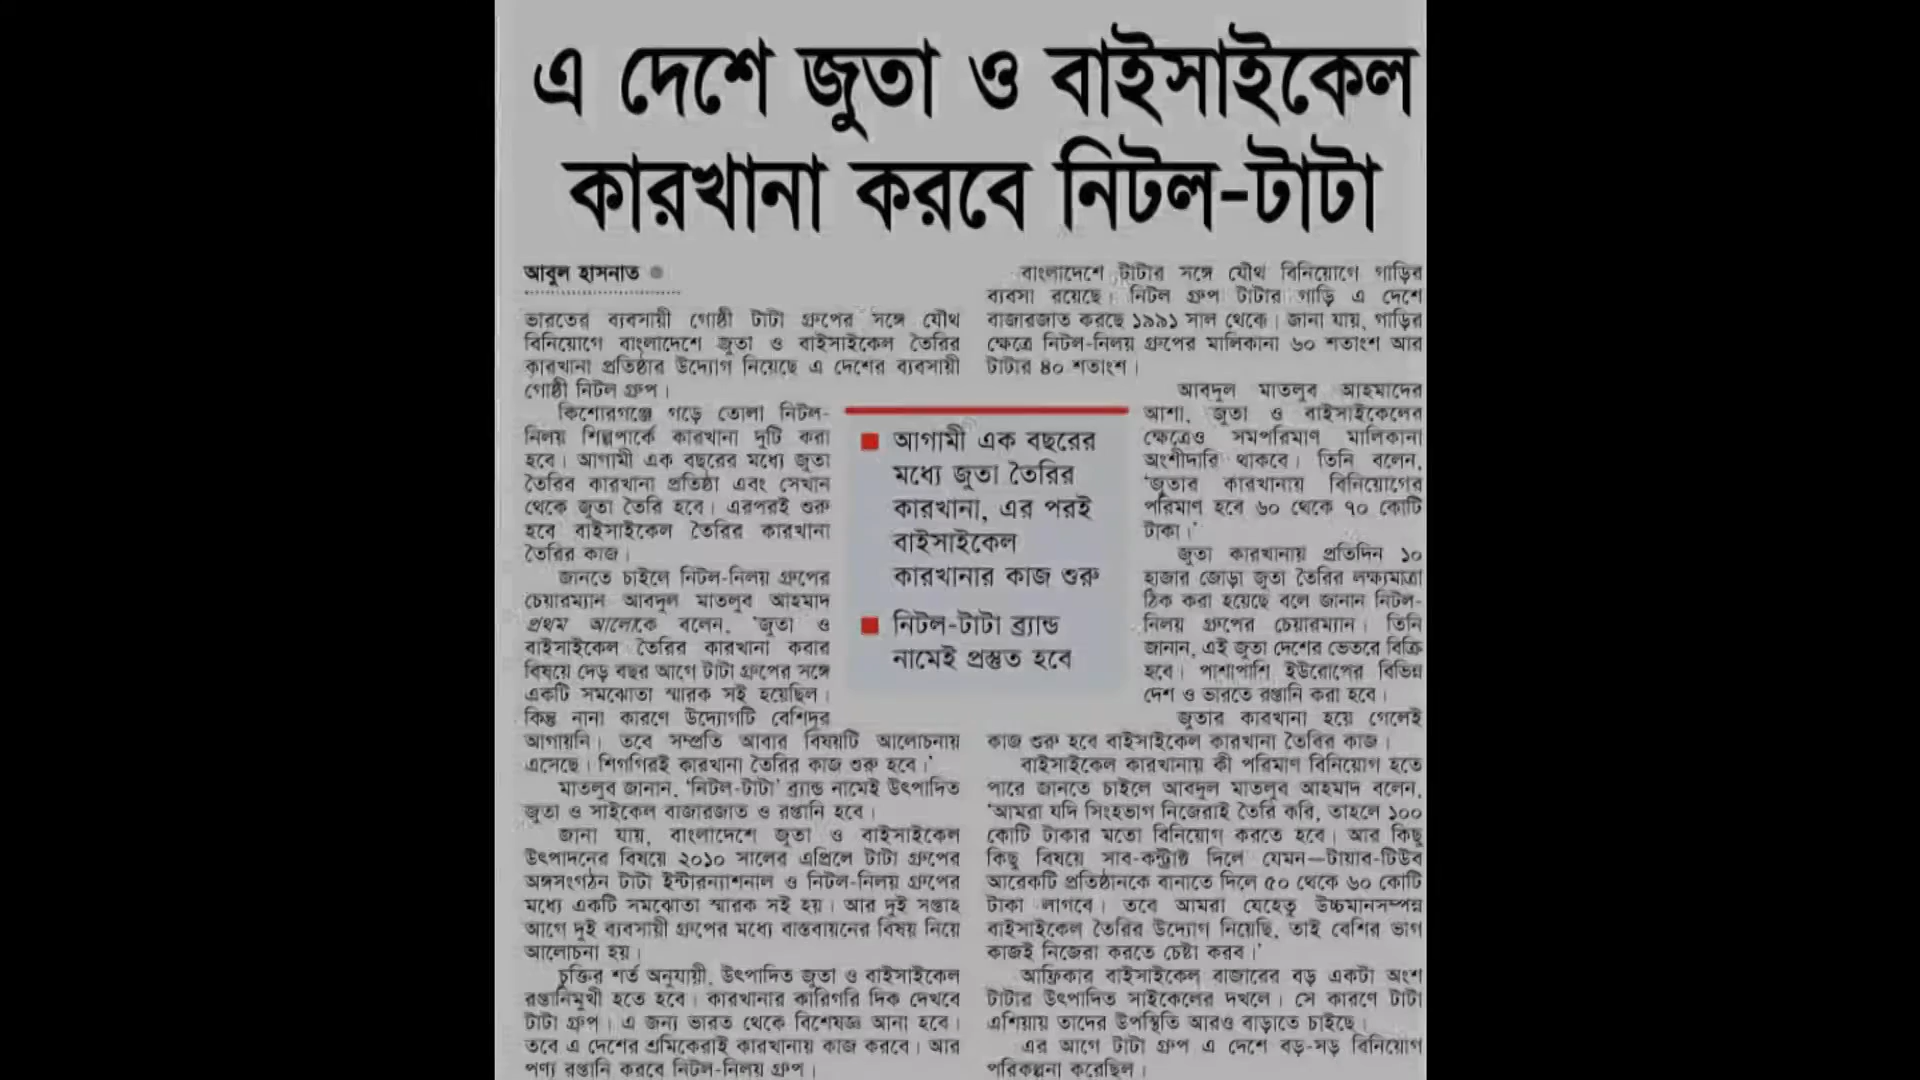 এ দেশে জুতা ও বাইসাইকেল
কারখানা করবে নিটল-টাটা
আবুল হাসনাত
ভারতের ব্যবসায়ী গোষ্ঠী টাটা গ্রুপের সঙ্গে যৌথ
বিনিয়োগে বাংলাদেশে জুতা ও বাইসাইকেল তৈরির
কারখানা প্রতিষ্ঠার উদ্যোগ নিয়েছে এ দেশের ব্যবসায়ী
গোষ্ঠী নিটল গ্রুপ।
কিশোরগঞ্জে গড়ে তোলা নিটল-
নিলয় শিল্পপার্কে কারখানা দুটি করা
হবে। আগামী এক বছরের মধ্যে জুতা
তৈরির কারখানা প্রতিষ্ঠা এবং সেখান
থেকে জুতা তৈরি হবে। এরপরই শুরু
হবে বাইসাইকেল তৈরির কারখানা
তৈরির কাজ।
জানতে চাইলে নিটল-নিলয় গ্রুপের
চেয়ারম্যান আবদুল মাতলুব আহমাদ
প্রথম আলোকে বলেন, 'জুতা ও
বাইসাইকেল তৈরির কারখানা করার
বিষয়ে দেড় বছর আগে টাটা গ্রুপের সঙ্গে
একটি সমঝোতা স্মারক সই হয়েছিল।
কিন্তু নানা কারণে উদ্যোগটি বেশিদূর
আগায়নি। তবে সম্প্রতি আবার বিষয়টি আলোচনায়
এসেছে। শিগগিরই কারখানা তৈরির কাজ শুরু হবে।'
মাতলুব জানান, 'নিটল-টাটা' ব্র্যান্ড নামেই উৎপাদিত
জুতা ও সাইকেল বাজারজাত ও রপ্তানি হবে।
জানা যায়, বাংলাদেশে জুতা ও বাইসাইকেল
উৎপাদনের বিষয়ে ২০১০ সালের এপ্রিলে টাটা গ্রুপের
অঙ্গসংগঠন টাটা ইন্টারন্যাশনাল ও নিটল-নিলয় গ্রুপের
মধ্যে একটি সমঝোতা স্মারক সই হয়। আর দুই সপ্তাহ
আগে দুই ব্যবসায়ী গ্রুপের মধ্যে বাস্তবায়নের বিষয় নিয়ে
আলোচনা হয়।
চুক্তির শর্ত অনুযায়ী, উৎপাদিত জুতা ও বাইসাইকেল
রপ্তানিমুখী হতে হবে। কারখানার কারিগরি দিক দেখবে
টাটা গ্রুপ। এ জন্য ভারত থেকে বিশেষজ্ঞ আনা হবে।
তবে এ দেশের শ্রমিকেরাই কারখানায় কাজ করবে। আর
পণ্য রপ্তানি করবে নিটল-নিলয় গ্রুপ।
আগামী এক বছরের
মধ্যে জুতা তৈরির
কারখানা, এর পরই
বাইসাইকেল
কারখানার কাজ শুরু
নিটল-টাটা ব্র্যান্ড
নামেই প্রস্তুত হবে
বাংলাদেশে টাটার সঙ্গে যৌথ বিনিয়োগে গাড়ির
ব্যবসা রয়েছে। নিটল গ্রুপ টাটার গাড়ি এ দেশে
বাজারজাত করছে ১৯৯১ সাল থেকে। জানা যায়, গাড়ির
ক্ষেত্রে নিটল-নিলয় গ্রুপের মালিকানা ৬০ শতাংশ আর
টাটার ৪০ শতাংশ।
আবদুল মাতলুব আহমাদের
আশা, জুতা ও বাইসাইকেলের
ক্ষেত্রেও সমপরিমাণ মালিকানা
অংশীদারি থাকবে। তিনি বলেন,
'জুতার কারখানায় বিনিয়োগের
পরিমাণ হবে ৬০ থেকে ৭০ কোটি
টাকা।'
জুতা কারখানায় প্রতিদিন ১০
হাজার জোড়া জুতা তৈরির লক্ষ্যমাত্রা
ঠিক করা হয়েছে বলে জানান নিটল-
নিলয় গ্রুপের চেয়ারম্যান। তিনি
জানান, এই জুতা দেশের ভেতরে বিক্রি
হবে। পাশাপাশি ইউরোপের বিভিন্ন
দেশ ও ভারতে রপ্তানি করা হবে।
জুতার কারখানা হয়ে গেলেই
কাজ শুরু হবে বাইসাইকেল কারখানা তৈরির কাজ।
বাইসাইকেল কারখানায় কী পরিমাণ বিনিয়োগ হতে
পারে জানতে চাইলে আবদুল মাতলুব আহমাদ বলেন,
'আমরা যদি সিংহভাগ নিজেরাই তৈরি করি, তাহলে ১০০
কোটি টাকার মতো বিনিয়োগ করতে হবে। আর কিছু
কিছু বিষয়ে সাব-কন্ট্রাক্ট দিলে যেমন—টায়ার-টিউব
আরেকটি প্রতিষ্ঠানকে বানাতে দিলে ৫০ থেকে ৬০ কোটি
টাকা লাগবে। তবে আমরা যেহেতু উচ্চমানসম্পন্ন
বাইসাইকেল তৈরির উদ্যোগ নিয়েছি, তাই বেশির ভাগ
কাজই নিজেরা করতে চেষ্টা করব।'
আফ্রিকার বাইসাইকেল বাজারের বড় একটা অংশ
টাটার উৎপাদিত সাইকেলের দখলে। সে কারণে টাটা
এশিয়ায় তাদের উপস্থিতি আরও বাড়াতে চাইছে।
এর আগে টাটা গ্রুপ এ দেশে বড়-সড় বিনিয়োগ
পরিকল্পনা করেছিল।